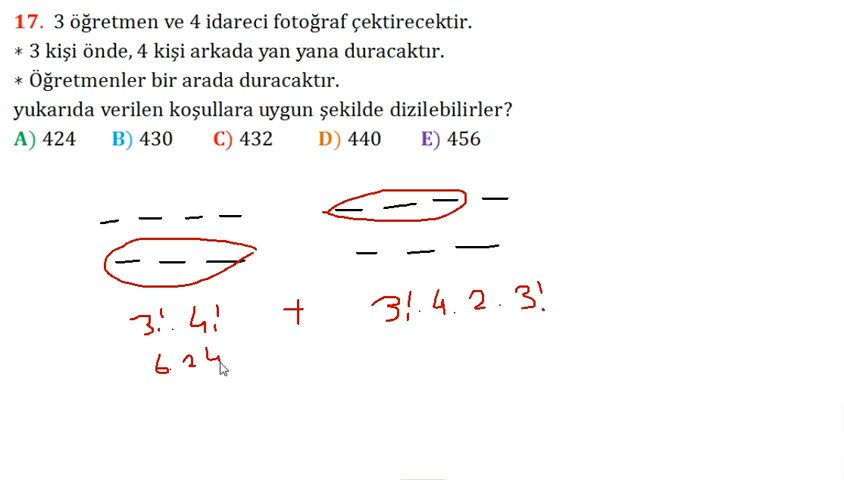 17. 3 öğretmen ve 4 idareci fotoğraf çektirecektir.
* 3 kişi önde, 4 kişi arkada yan yana duracaktır.
* Öğretmenler bir arada duracaktır.
yukarıda verilen koşullara uygun şekilde dizilebilirler?
A) 424 B) 430 C) 432 D) 440 E) 456
3! . 4! + 3! . 4 . 2 . 3!
6 . 24